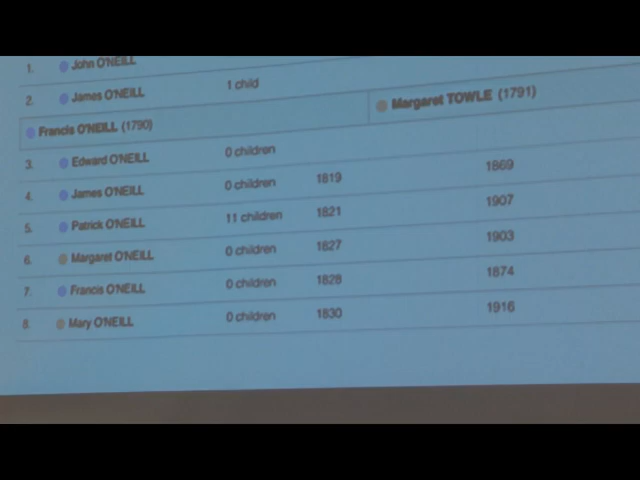 1. John O'NEILL
2. James O'NEILL 1 child
Francis O'NEILL (1790) Margaret TOWLE (1791)
3. Edward O'NEILL 0 children
4. James O'NEILL 0 children 1819 1869
5. Patrick O'NEILL 11 children 1821 1907
6. Margaret O'NEILL 0 children 1827 1903
7. Francis O'NEILL 0 children 1828 1874
8. Mary O'NEILL 0 children 1830 1916